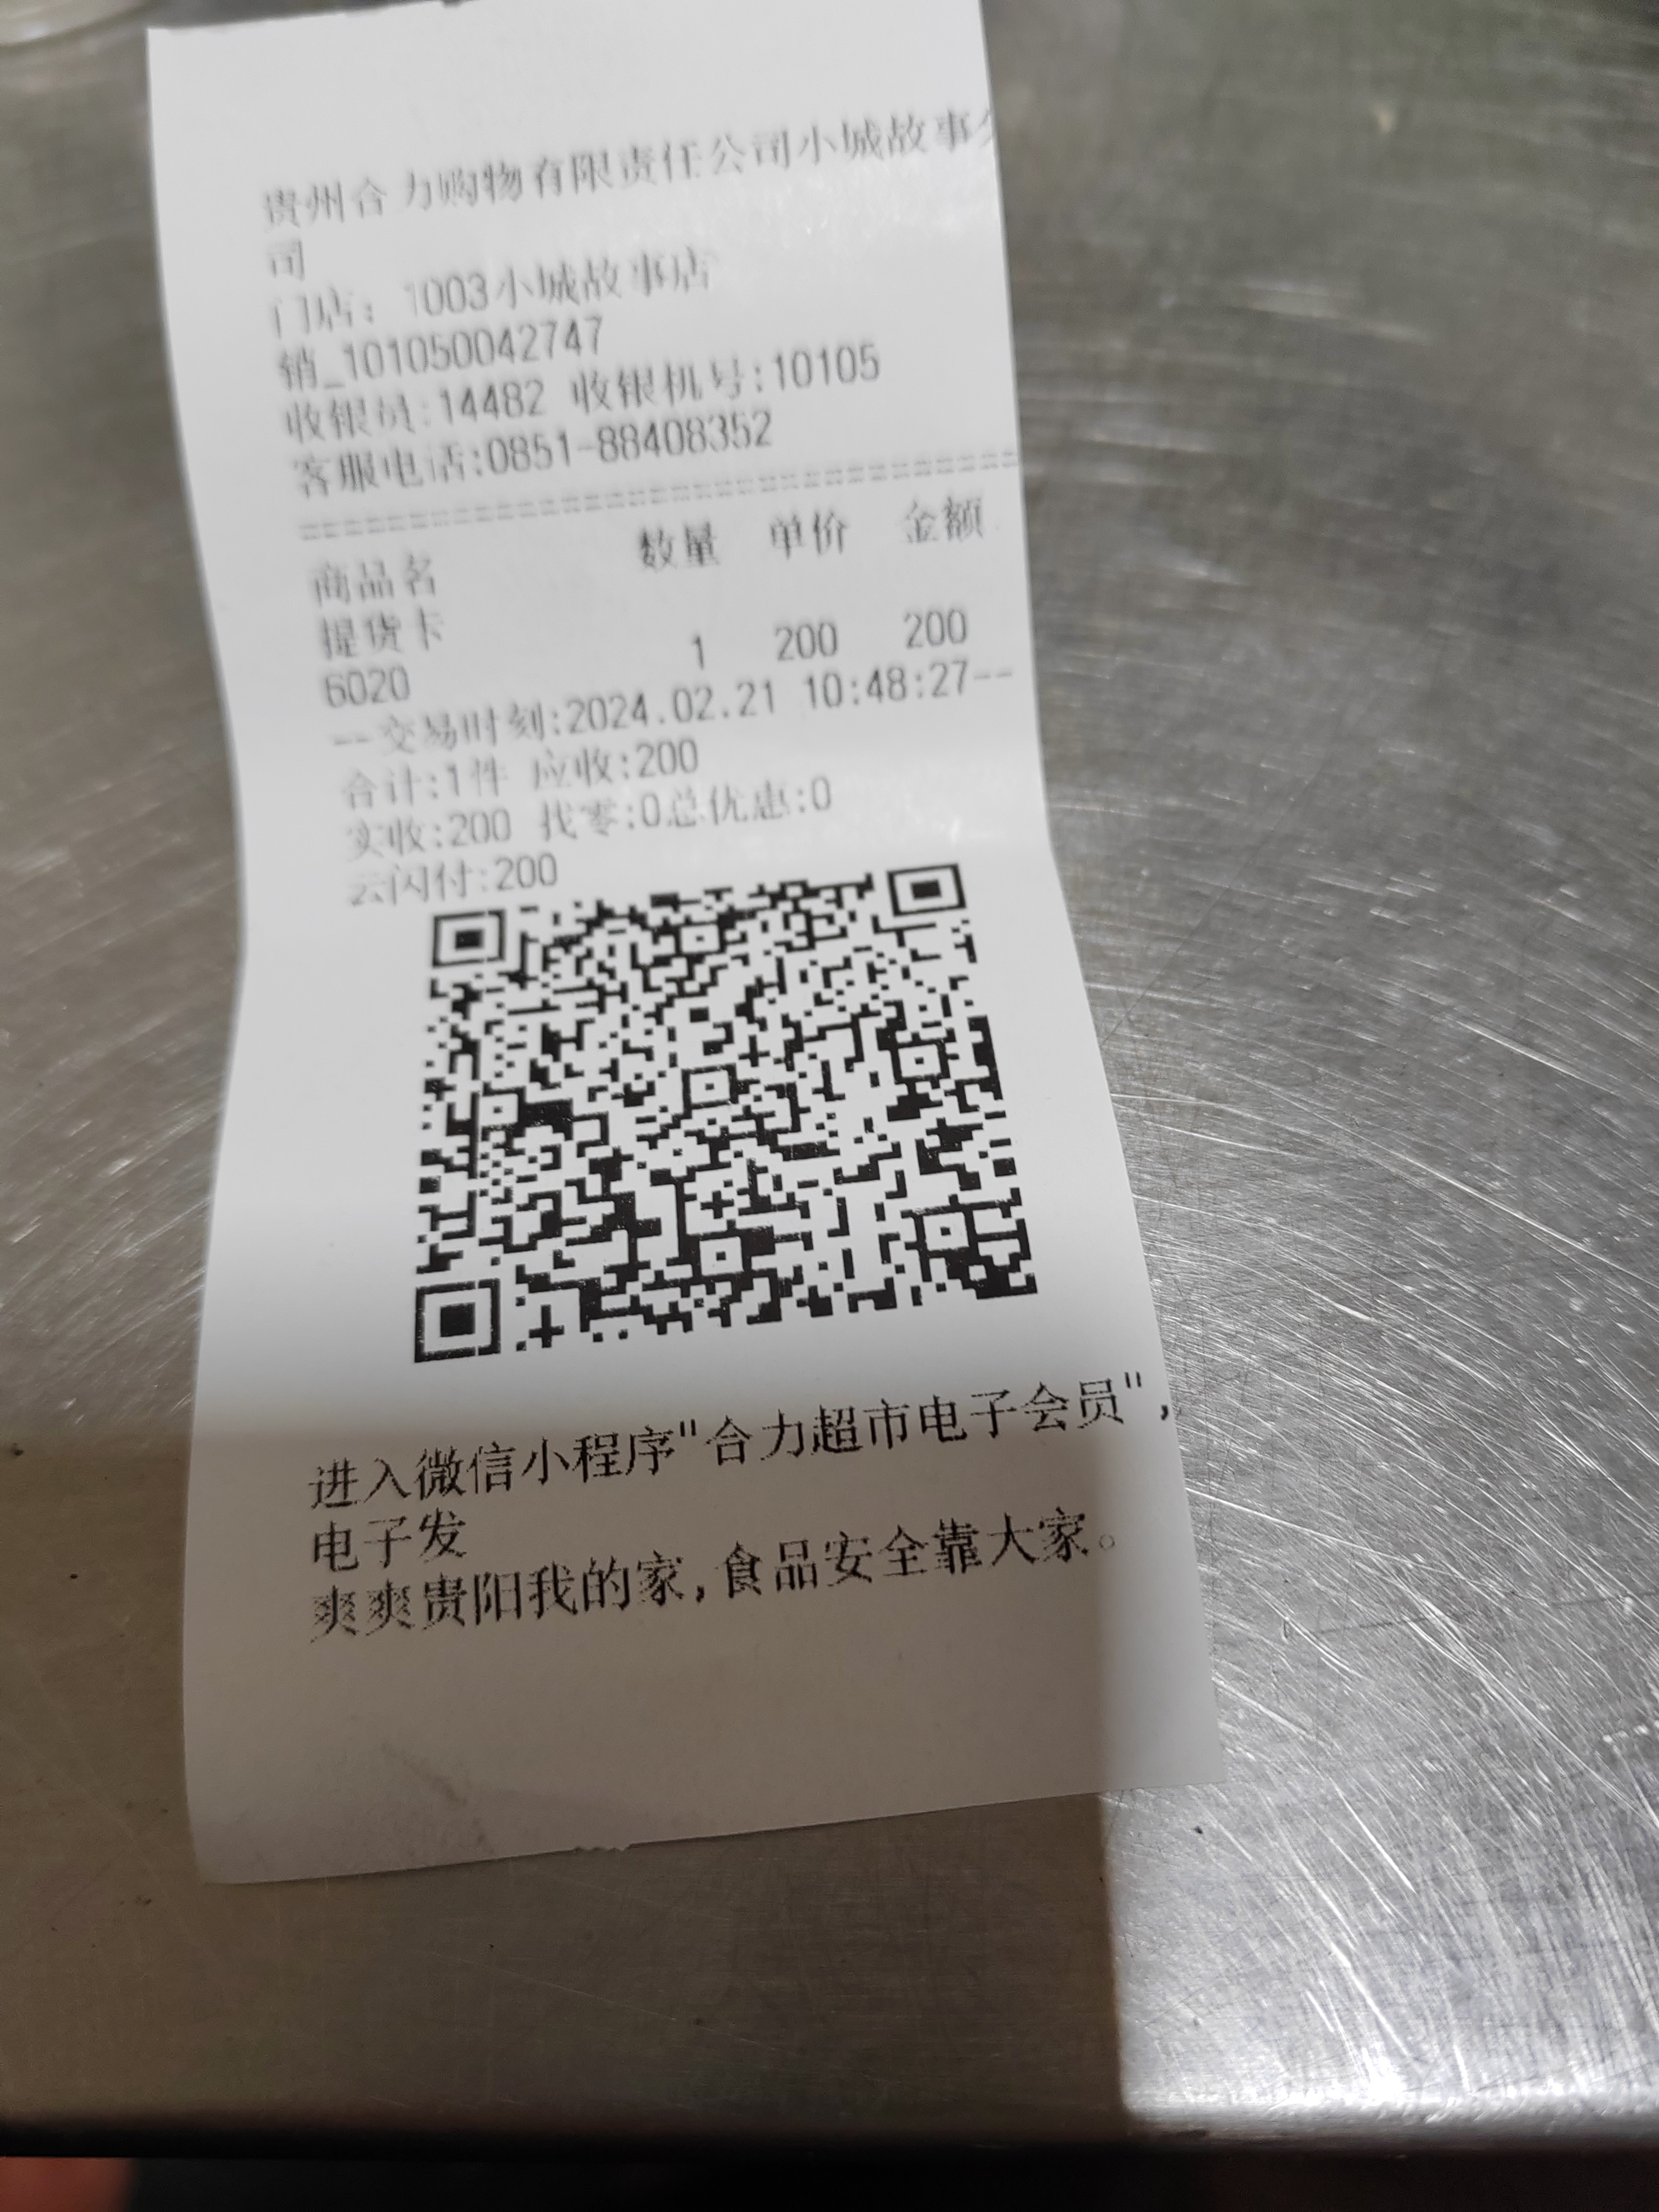 贵州合力购物有限责任公司小城故事
司
门店：1003小城故事店
销_101050042747
收银员:14482 收银机号:10105
客服电话:0851-88408352
================================
商品名 数量 单价 金额
提货卡
6020 1 200 200
--交易时刻:2024.02.21 10:48:27--
合计:1件 应收:200
实收:200 找零:0总优惠:0
云闪付:200
进入微信小程序"合力超市电子会员",
电子发
爽爽贵阳我的家,食品安全靠大家。